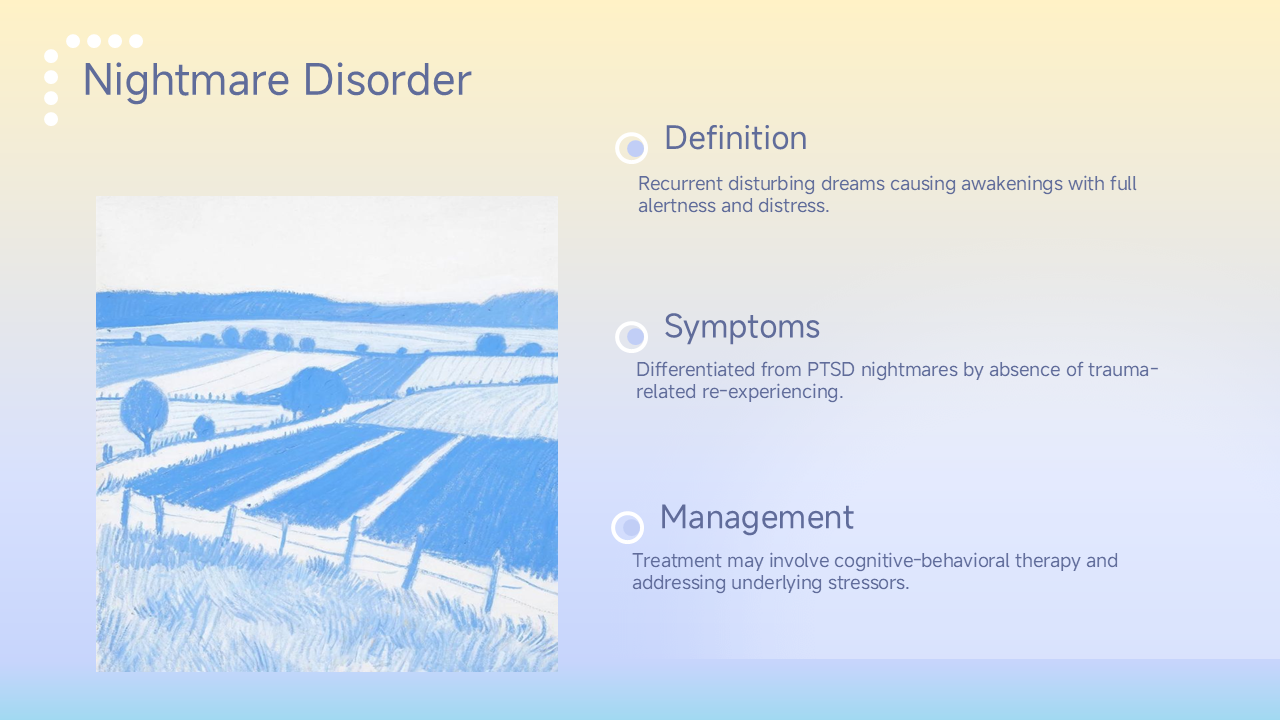 Nightmare Disorder
Definition
Recurrent disturbing dreams causing awakenings with full
alertness and distress.
Symptoms
Differentiated from PTSD nightmares by absence of trauma-
related re-experiencing.
Management
Treatment may involve cognitive-behavioral therapy and
addressing underlying stressors.